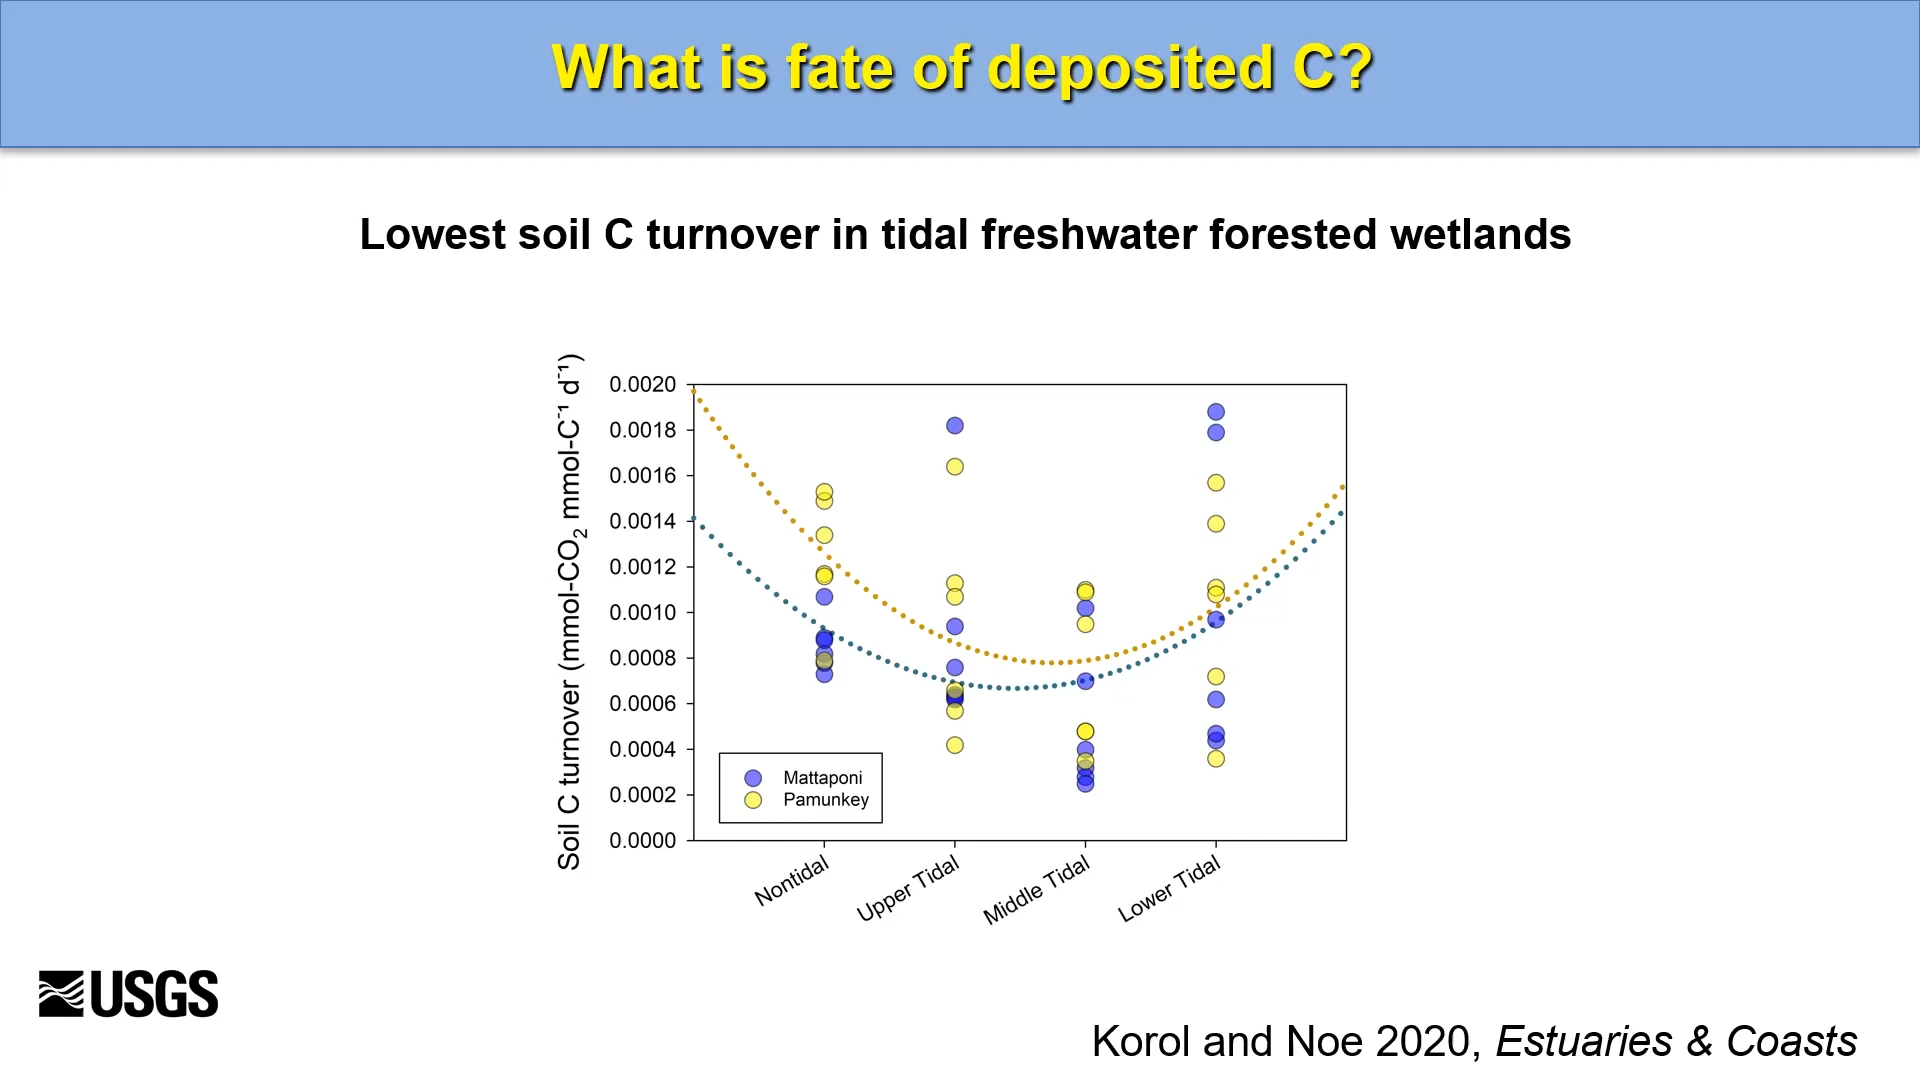 What is fate of deposited C?
Lowest soil C turnover in tidal freshwater forested wetlands
Soil C turnover (mmol-CO₂ mmol-C⁻¹ d⁻¹)
0.0020
0.0018
0.0016
0.0014
0.0012
0.0010
0.0008
0.0006
0.0004
0.0002
0.0000
Mattaponi
Pamunkey
Nontidal
Upper Tidal
Middle Tidal
Lower Tidal
USGS
Korol and Noe 2020, Estuaries & Coasts